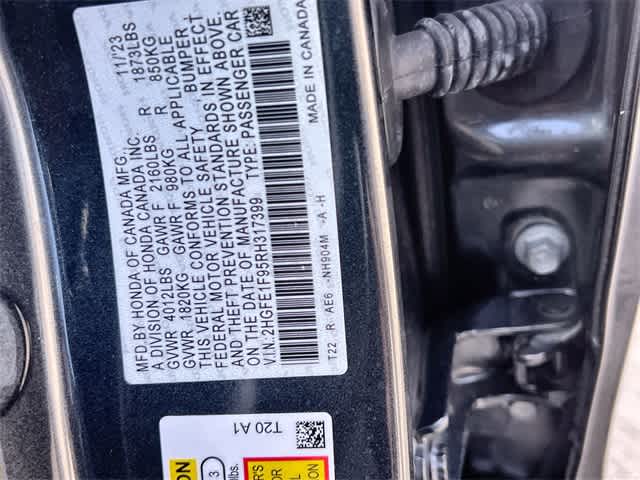 MFD BY HONDA OF CANADA MFG. 11/23
A DIVISION OF HONDA CANADA INC.
GVWR 4012LBS GAWR F 2160LBS R 1873LBS
GVWR 1820KG GAWR F 980KG R 850KG
THIS VEHICLE CONFORMS TO ALL APPLICABLE
FEDERAL MOTOR VEHICLE SAFETY BUMPER,
AND THEFT PREVENTION STANDARDS IN EFFECT
ON THE DATE OF MANUFACTURE SHOWN ABOVE.
V.I.N:2HGFE1F95RH317399 TYPE: PASSENGER CAR
T22 R AE6 -NH904M -A -H MADE IN CANADA
T20 A1
3
lbs.